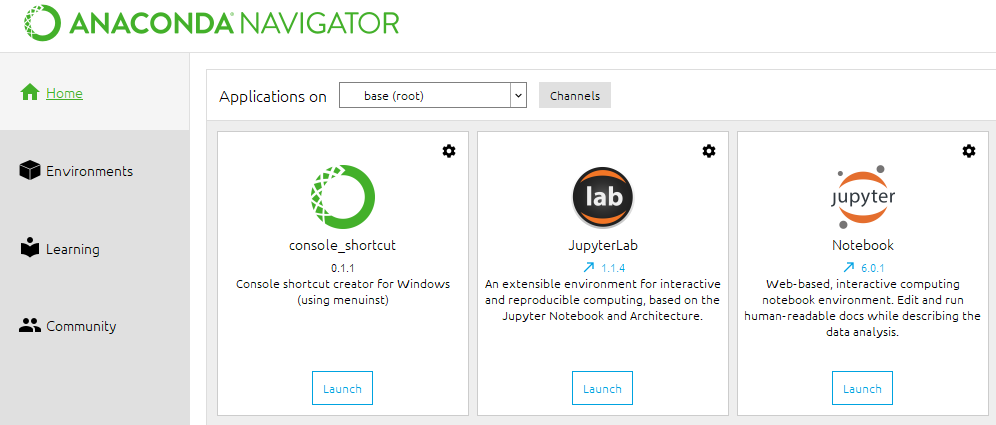 ANACONDA NAVIGATOR
Home
Environments
Learning
Community
Applications on base (root) Channels
console_shortcut
0.1.1
Console shortcut creator for Windows
(using menuinst)
Launch
lab
JupyterLab
1.1.4
An extensible environment for interactive
and reproducible computing, based on the
Jupyter Notebook and Architecture.
Launch
jupyter
Notebook
6.0.1
Web-based, interactive computing
notebook environment. Edit and run
human-readable docs while describing the
data analysis.
Launch